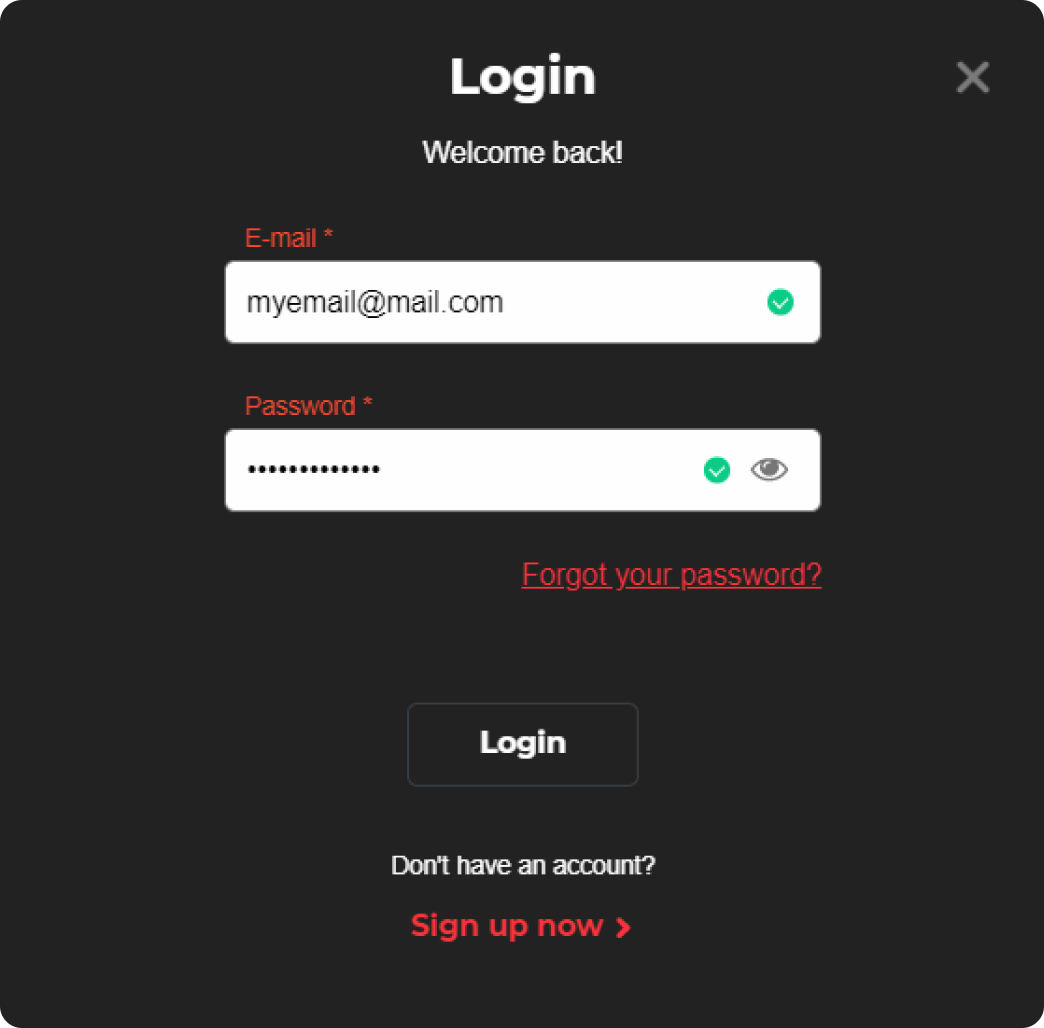 Login
Welcome back!
E-mail *
myemail@mail.com
Password *
•••••••••••••
Forgot your password?
Login
Don't have an account?
Sign up now